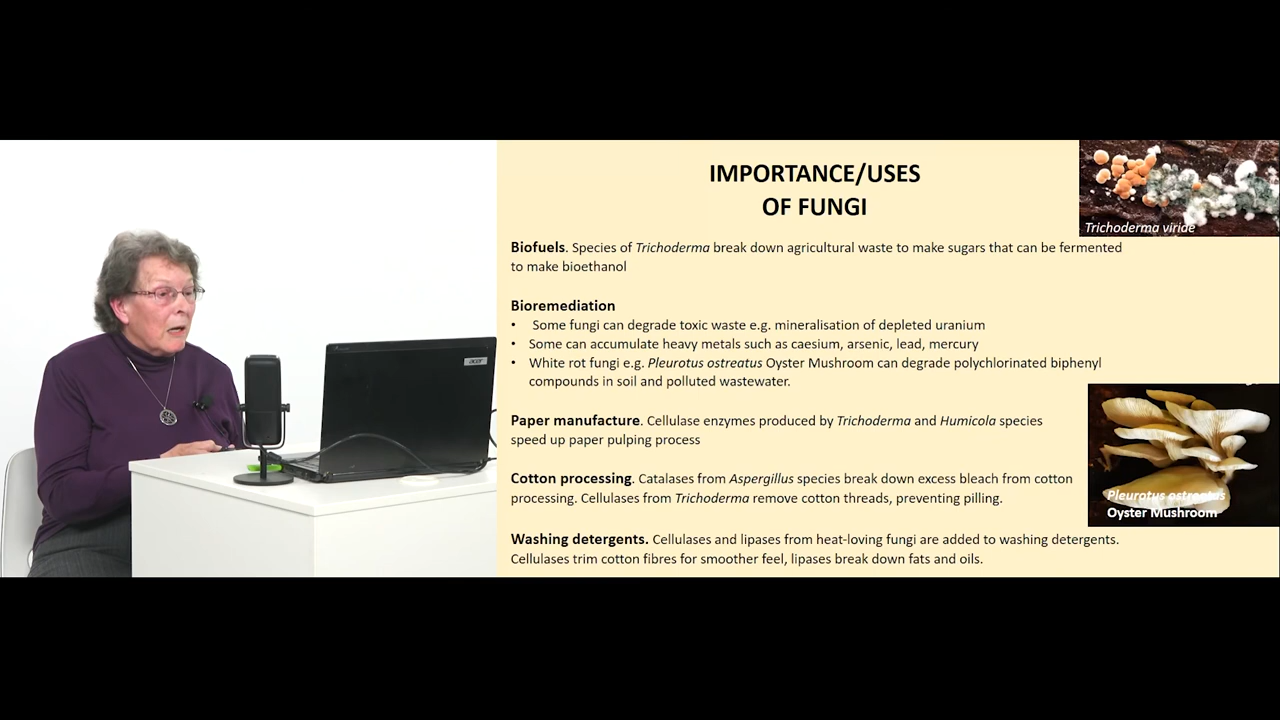 IMPORTANCE/USES
OF FUNGI
Trichoderma viride
Biofuels. Species of Trichoderma break down agricultural waste to make sugars that can be fermented
to make bioethanol
Bioremediation
• Some fungi can degrade toxic waste e.g. mineralisation of depleted uranium
• Some can accumulate heavy metals such as caesium, arsenic, lead, mercury
• White rot fungi e.g. Pleurotus ostreatus Oyster Mushroom can degrade polychlorinated biphenyl
compounds in soil and polluted wastewater.
acer
Paper manufacture. Cellulase enzymes produced by Trichoderma and Humicola species
speed up paper pulping process
Cotton processing. Catalases from Aspergillus species break down excess bleach from cotton
processing. Cellulases from Trichoderma remove cotton threads, preventing pilling.
Pleurotus ostreatus
Oyster Mushroom
Washing detergents. Cellulases and lipases from heat-loving fungi are added to washing detergents.
Cellulases trim cotton fibres for smoother feel, lipases break down fats and oils.